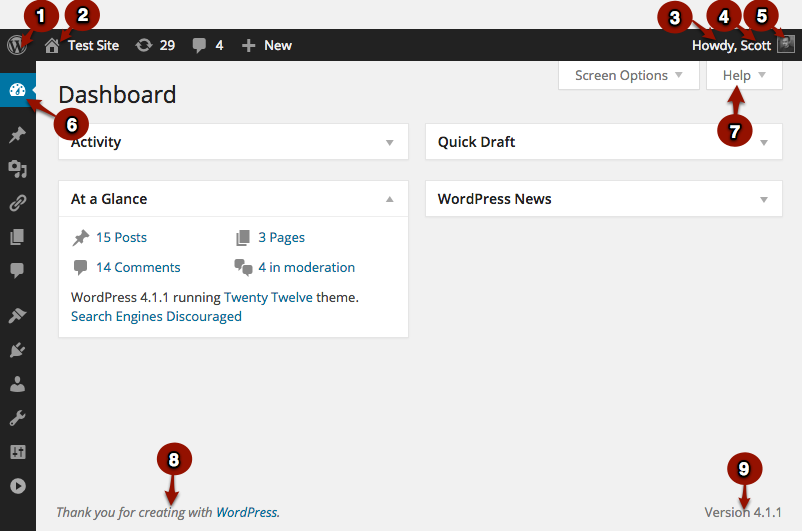 1 2 3 4 5
Test Site 29 4 New Howdy, Scott
Screen Options Help
Dashboard
6 7
Activity Quick Draft
At a Glance WordPress News
15 Posts 3 Pages
14 Comments 4 in moderation
WordPress 4.1.1 running Twenty Twelve theme.
Search Engines Discouraged
8 9
Thank you for creating with WordPress. Version 4.1.1